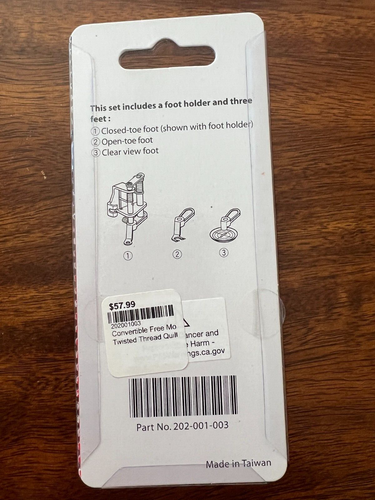 This set includes a foot holder and three
feet :
① Closed-toe foot (shown with foot holder)
② Open-toe foot
③ Clear view foot
① ② ③
$57.99
202001003
Convertible Free Mo
Twisted Thread Quilt
ancer and
Harm -
ngs.ca.gov
Part No. 202-001-003
Made in Taiwan